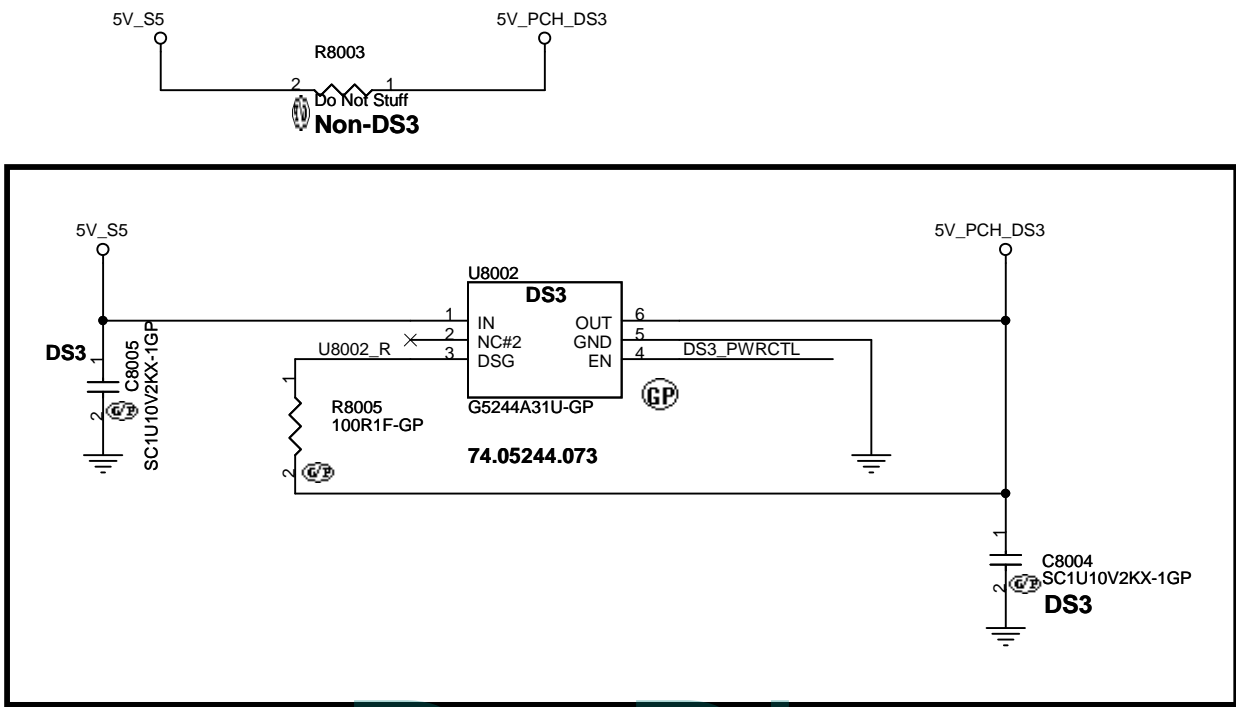 5V_S5
5V_PCH_DS3
R8003
2
1
Do Not Stuff
Non-DS3
5V_S5
5V_PCH_DS3
U8002
DS3
1
IN
OUT
6
2
NC#2
GND
5
U8002_R
3
DSG
EN
4
DS3_PWRCTL
DS3
1
C8005
SC1U10V2KX-1GP
2
G/P
1
R8005
100R1F-GP
2
G/P
G5244A31U-GP
GP
74.05244.073
1
C8004
SC1U10V2KX-1GP
2
G/P
DS3